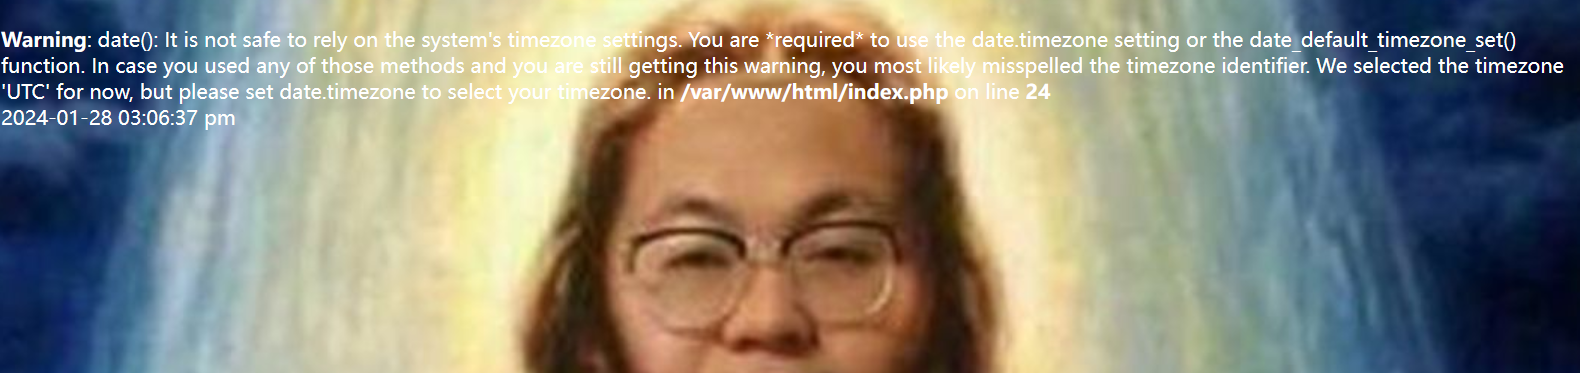 Warning: date(): It is not safe to rely on the system's timezone settings. You are *required* to use the date.timezone setting or the date_default_timezone_set()
function. In case you used any of those methods and you are still getting this warning, you most likely misspelled the timezone identifier. We selected the timezone
'UTC' for now, but please set date.timezone to select your timezone. in /var/www/html/index.php on line 24
2024-01-28 03:06:37 pm